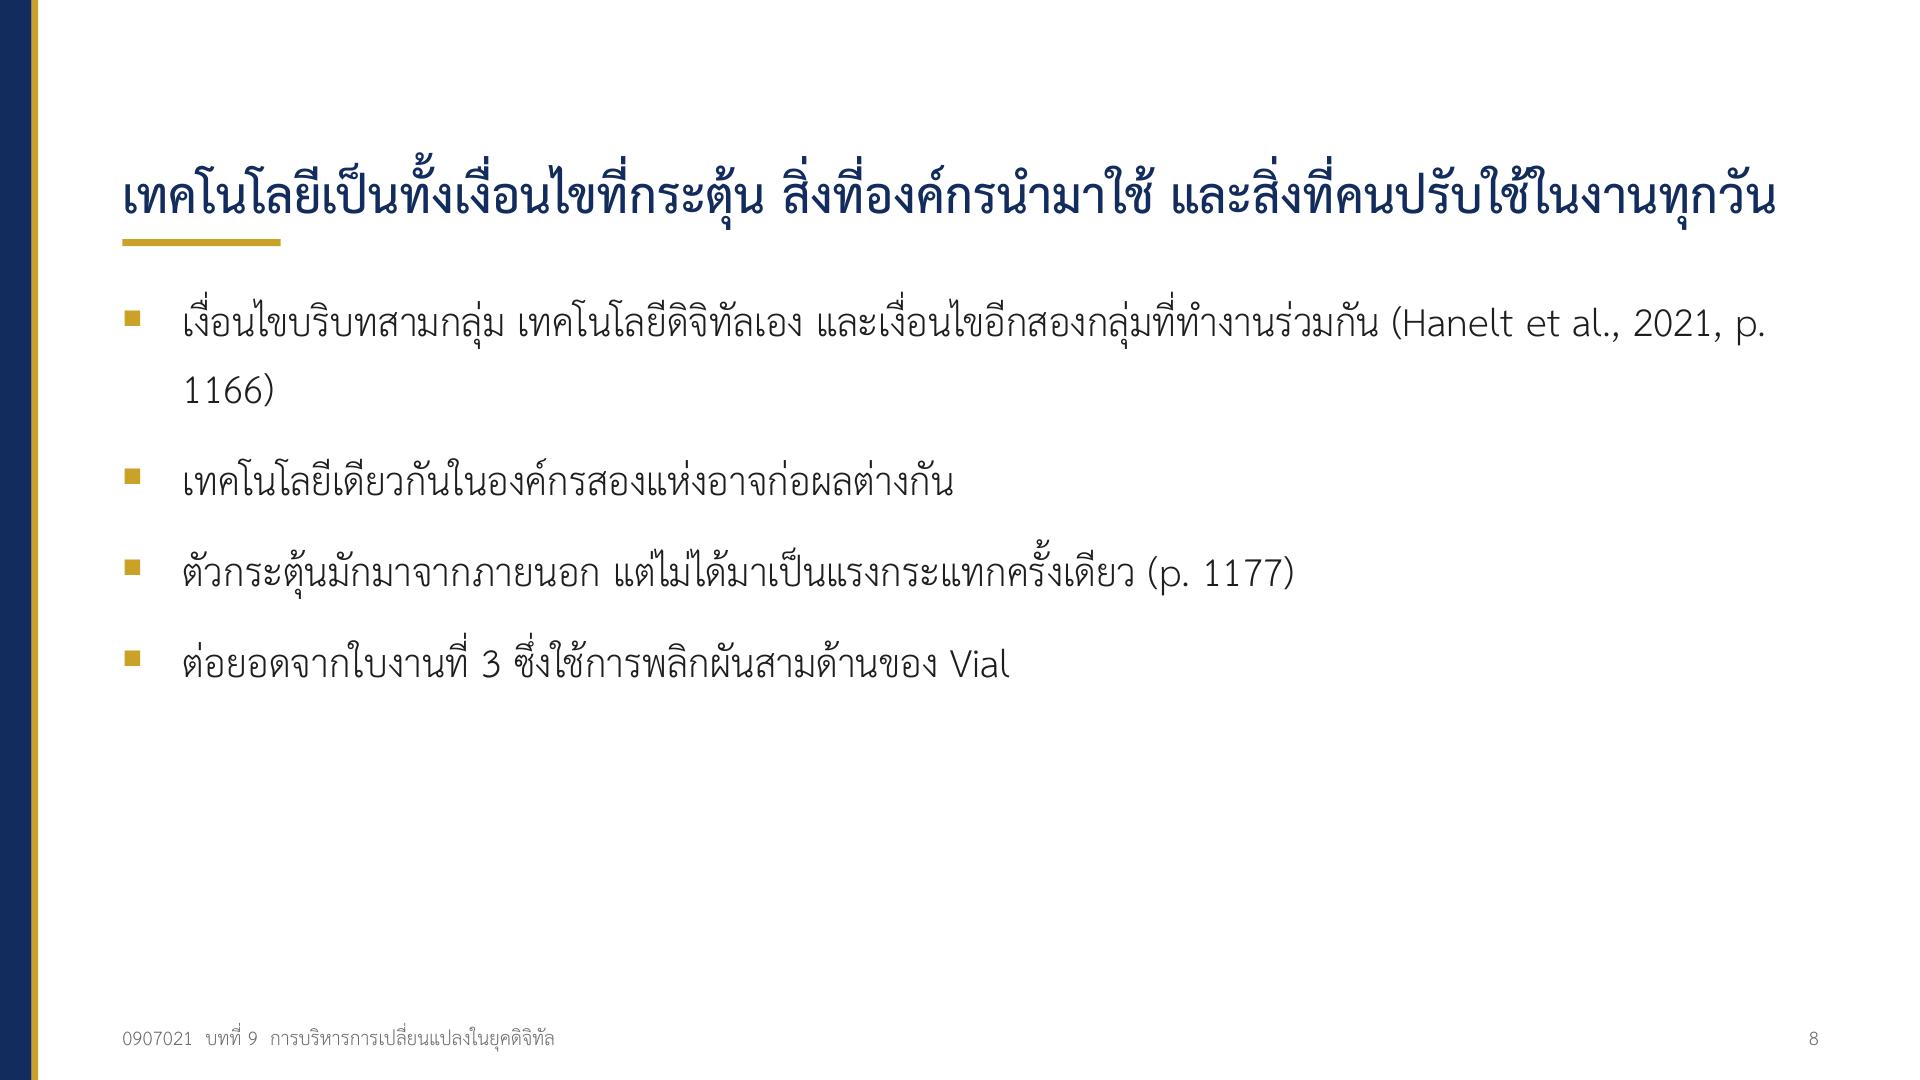 เทคโนโลยีเป็นทั้งเงื่อนไขที่กระตุ้น สิ่งที่องค์กรนำมาใช้ และสิ่งที่คนปรับใช้ในงานทุกวัน
▪ เงื่อนไขบริบทสามกลุ่ม เทคโนโลยีดิจิทัลเอง และเงื่อนไขอีกสองกลุ่มที่ทำงานร่วมกัน (Hanelt et al., 2021, p.
1166)
▪ เทคโนโลยีเดียวกันในองค์กรสองแห่งอาจก่อผลต่างกัน
▪ ตัวกระตุ้นมักมาจากภายนอก แต่ไม่ได้มาเป็นแรงกระแทกครั้งเดียว (p. 1177)
▪ ต่อยอดจากใบงานที่ 3 ซึ่งใช้การพลิกผันสามด้านของ Vial
0907021 บทที่ 9 การบริหารการเปลี่ยนแปลงในยุคดิจิทัล
8